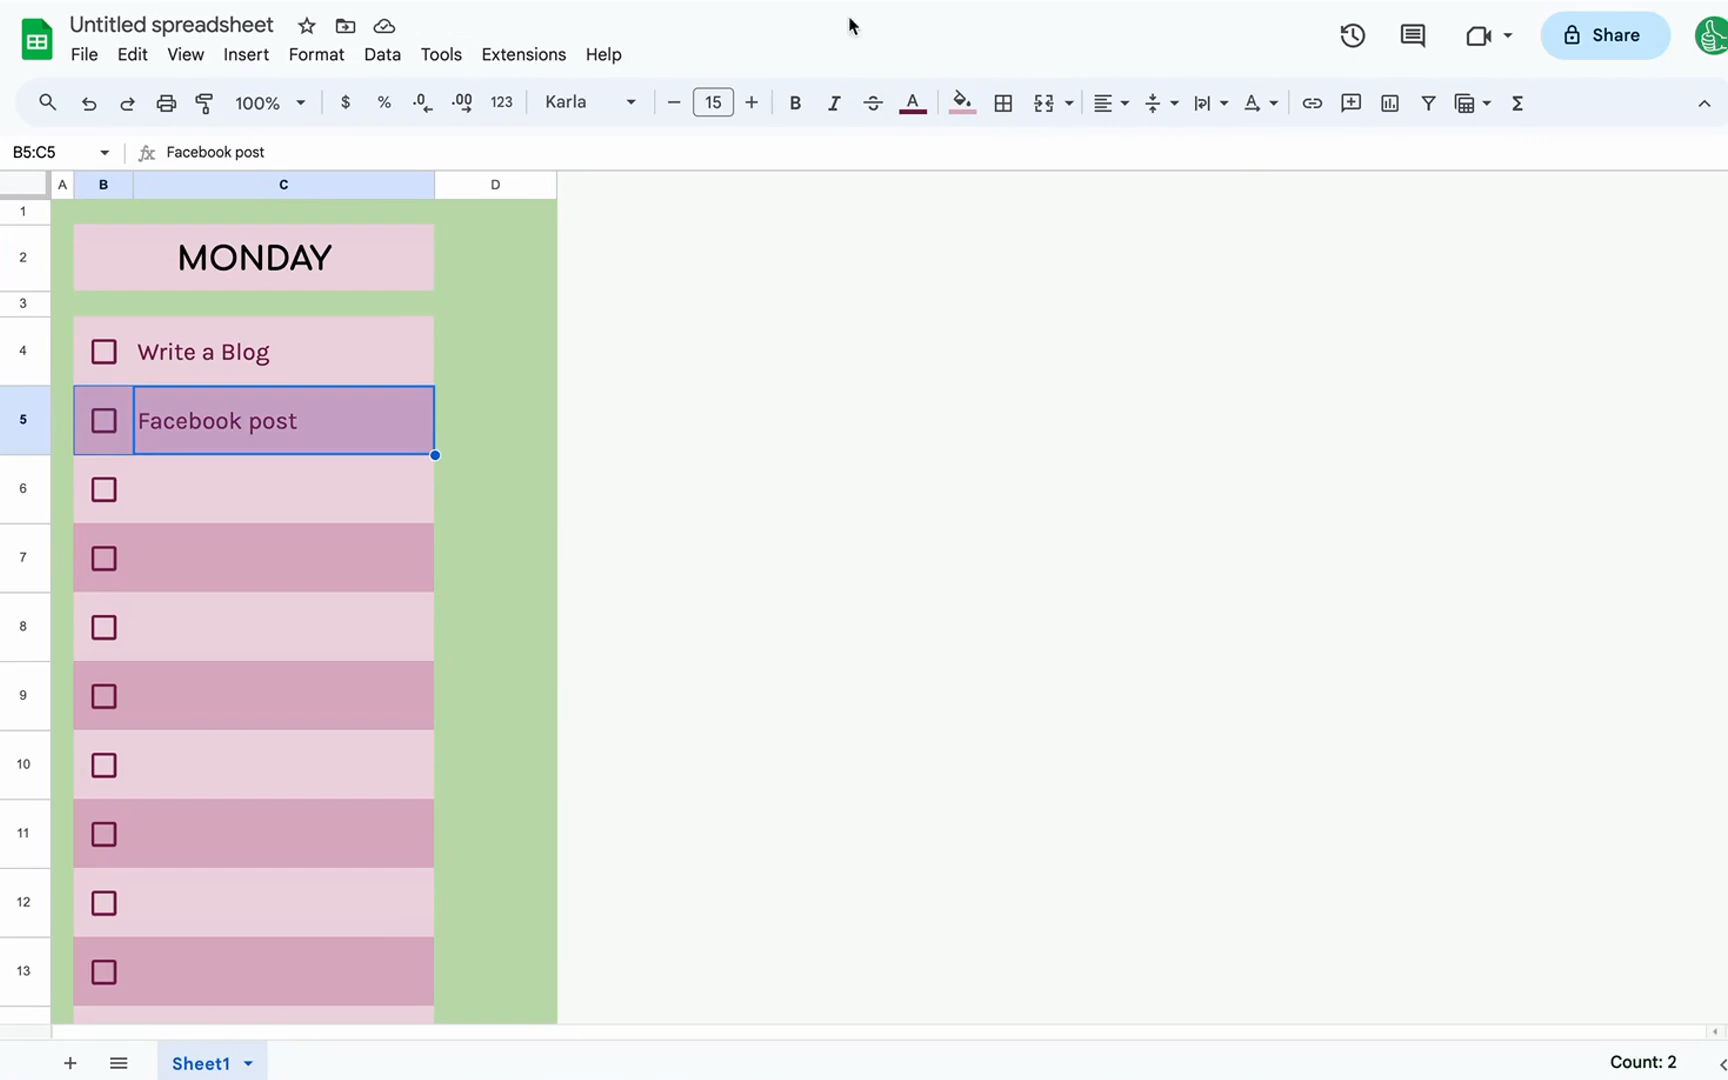 Untitled spreadsheet
File Edit View Insert Format Data Tools Extensions Help
Share
100% $ % .0 .00 123 Karla 15 B I S A A Σ
B5:C5 fx Facebook post
A B C D
1
2 MONDAY
3
4 Write a Blog
5 Facebook post
6
7
8
9
10
11
12
13
Sheet1 Count: 2